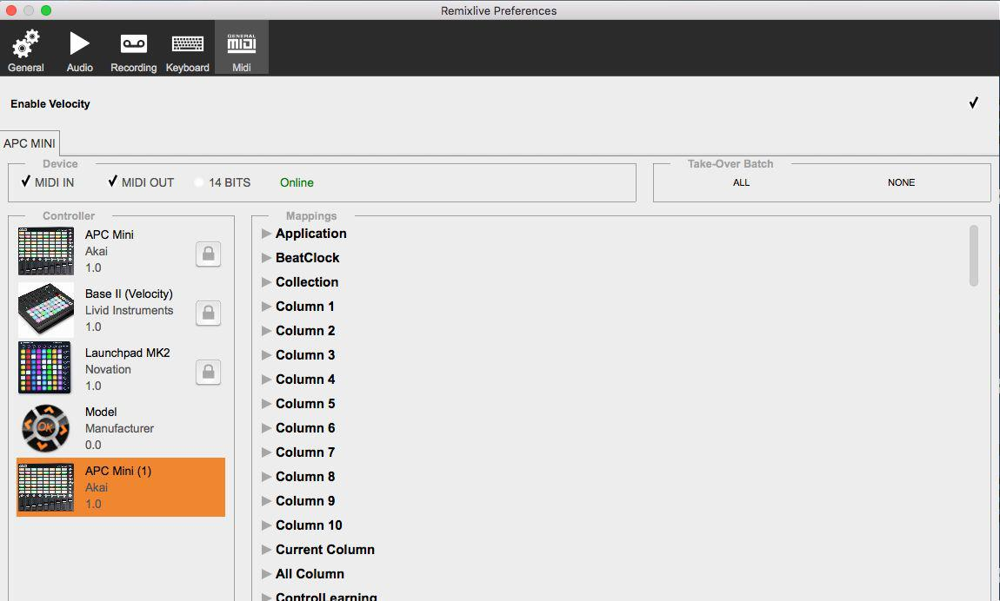 Remixlive Preferences
GENERAL
MIDI
General Audio Recording Keyboard Midi
Enable Velocity
APC MINI
Device
MIDI IN MIDI OUT 14 BITS Online
Take-Over Batch
ALL NONE
Controller
APC Mini
Akai
1.0
Base II (Velocity)
Livid Instruments
1.0
Launchpad MK2
Novation
1.0
OK
Model
Manufacturer
0.0
APC Mini (1)
Akai
1.0
Mappings
Application
BeatClock
Collection
Column 1
Column 2
Column 3
Column 4
Column 5
Column 6
Column 7
Column 8
Column 9
Column 10
Current Column
All Column
ControlLearning